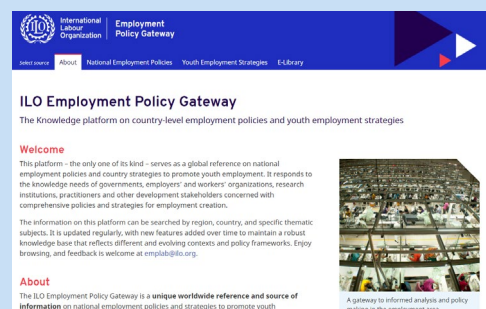 International
Labour
Organization
Employment
Policy Gateway
Select source About National Employment Policies Youth Employment Strategies E-Library
ILO Employment Policy Gateway
The Knowledge platform on country-level employment policies and youth employment strategies
Welcome
This platform – the only one of its kind – serves as a global reference on national
employment policies and country strategies to promote youth employment. It responds to
the knowledge needs of governments, employers' and workers' organizations, research
institutions, practitioners and other development stakeholders concerned with
comprehensive policies and strategies for employment creation.
The information on this platform can be searched by region, country, and specific thematic
subjects. It is updated regularly, with new features added over time to maintain a robust
knowledge base that reflects different and evolving contexts and policy frameworks. Enjoy
browsing, and feedback is welcome at emplab@ilo.org.
About
The ILO Employment Policy Gateway is a unique worldwide reference and source of
information on national employment policies and strategies to promote youth
A gateway to informed analysis and policy
making in the employment area